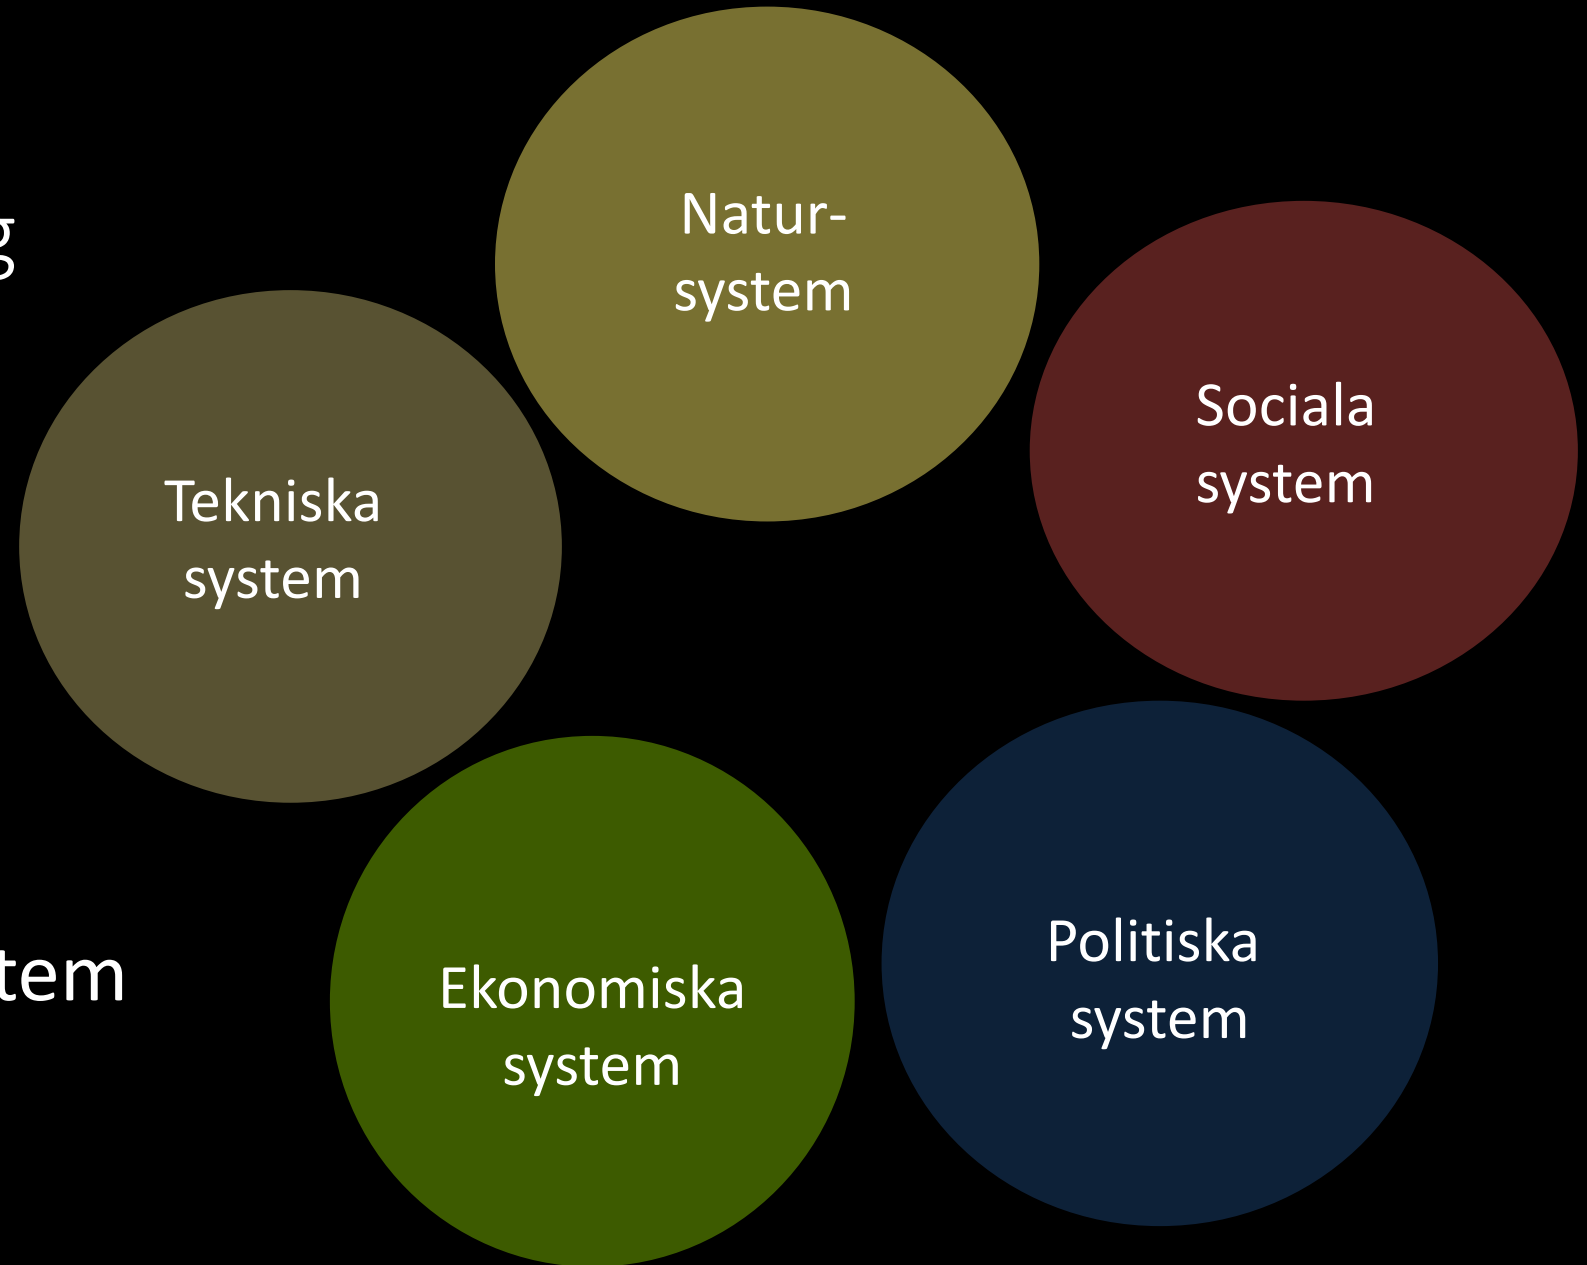 g
Natur-
system
Sociala
system
Tekniska
system
tem
Ekonomiska
system
Politiska
system